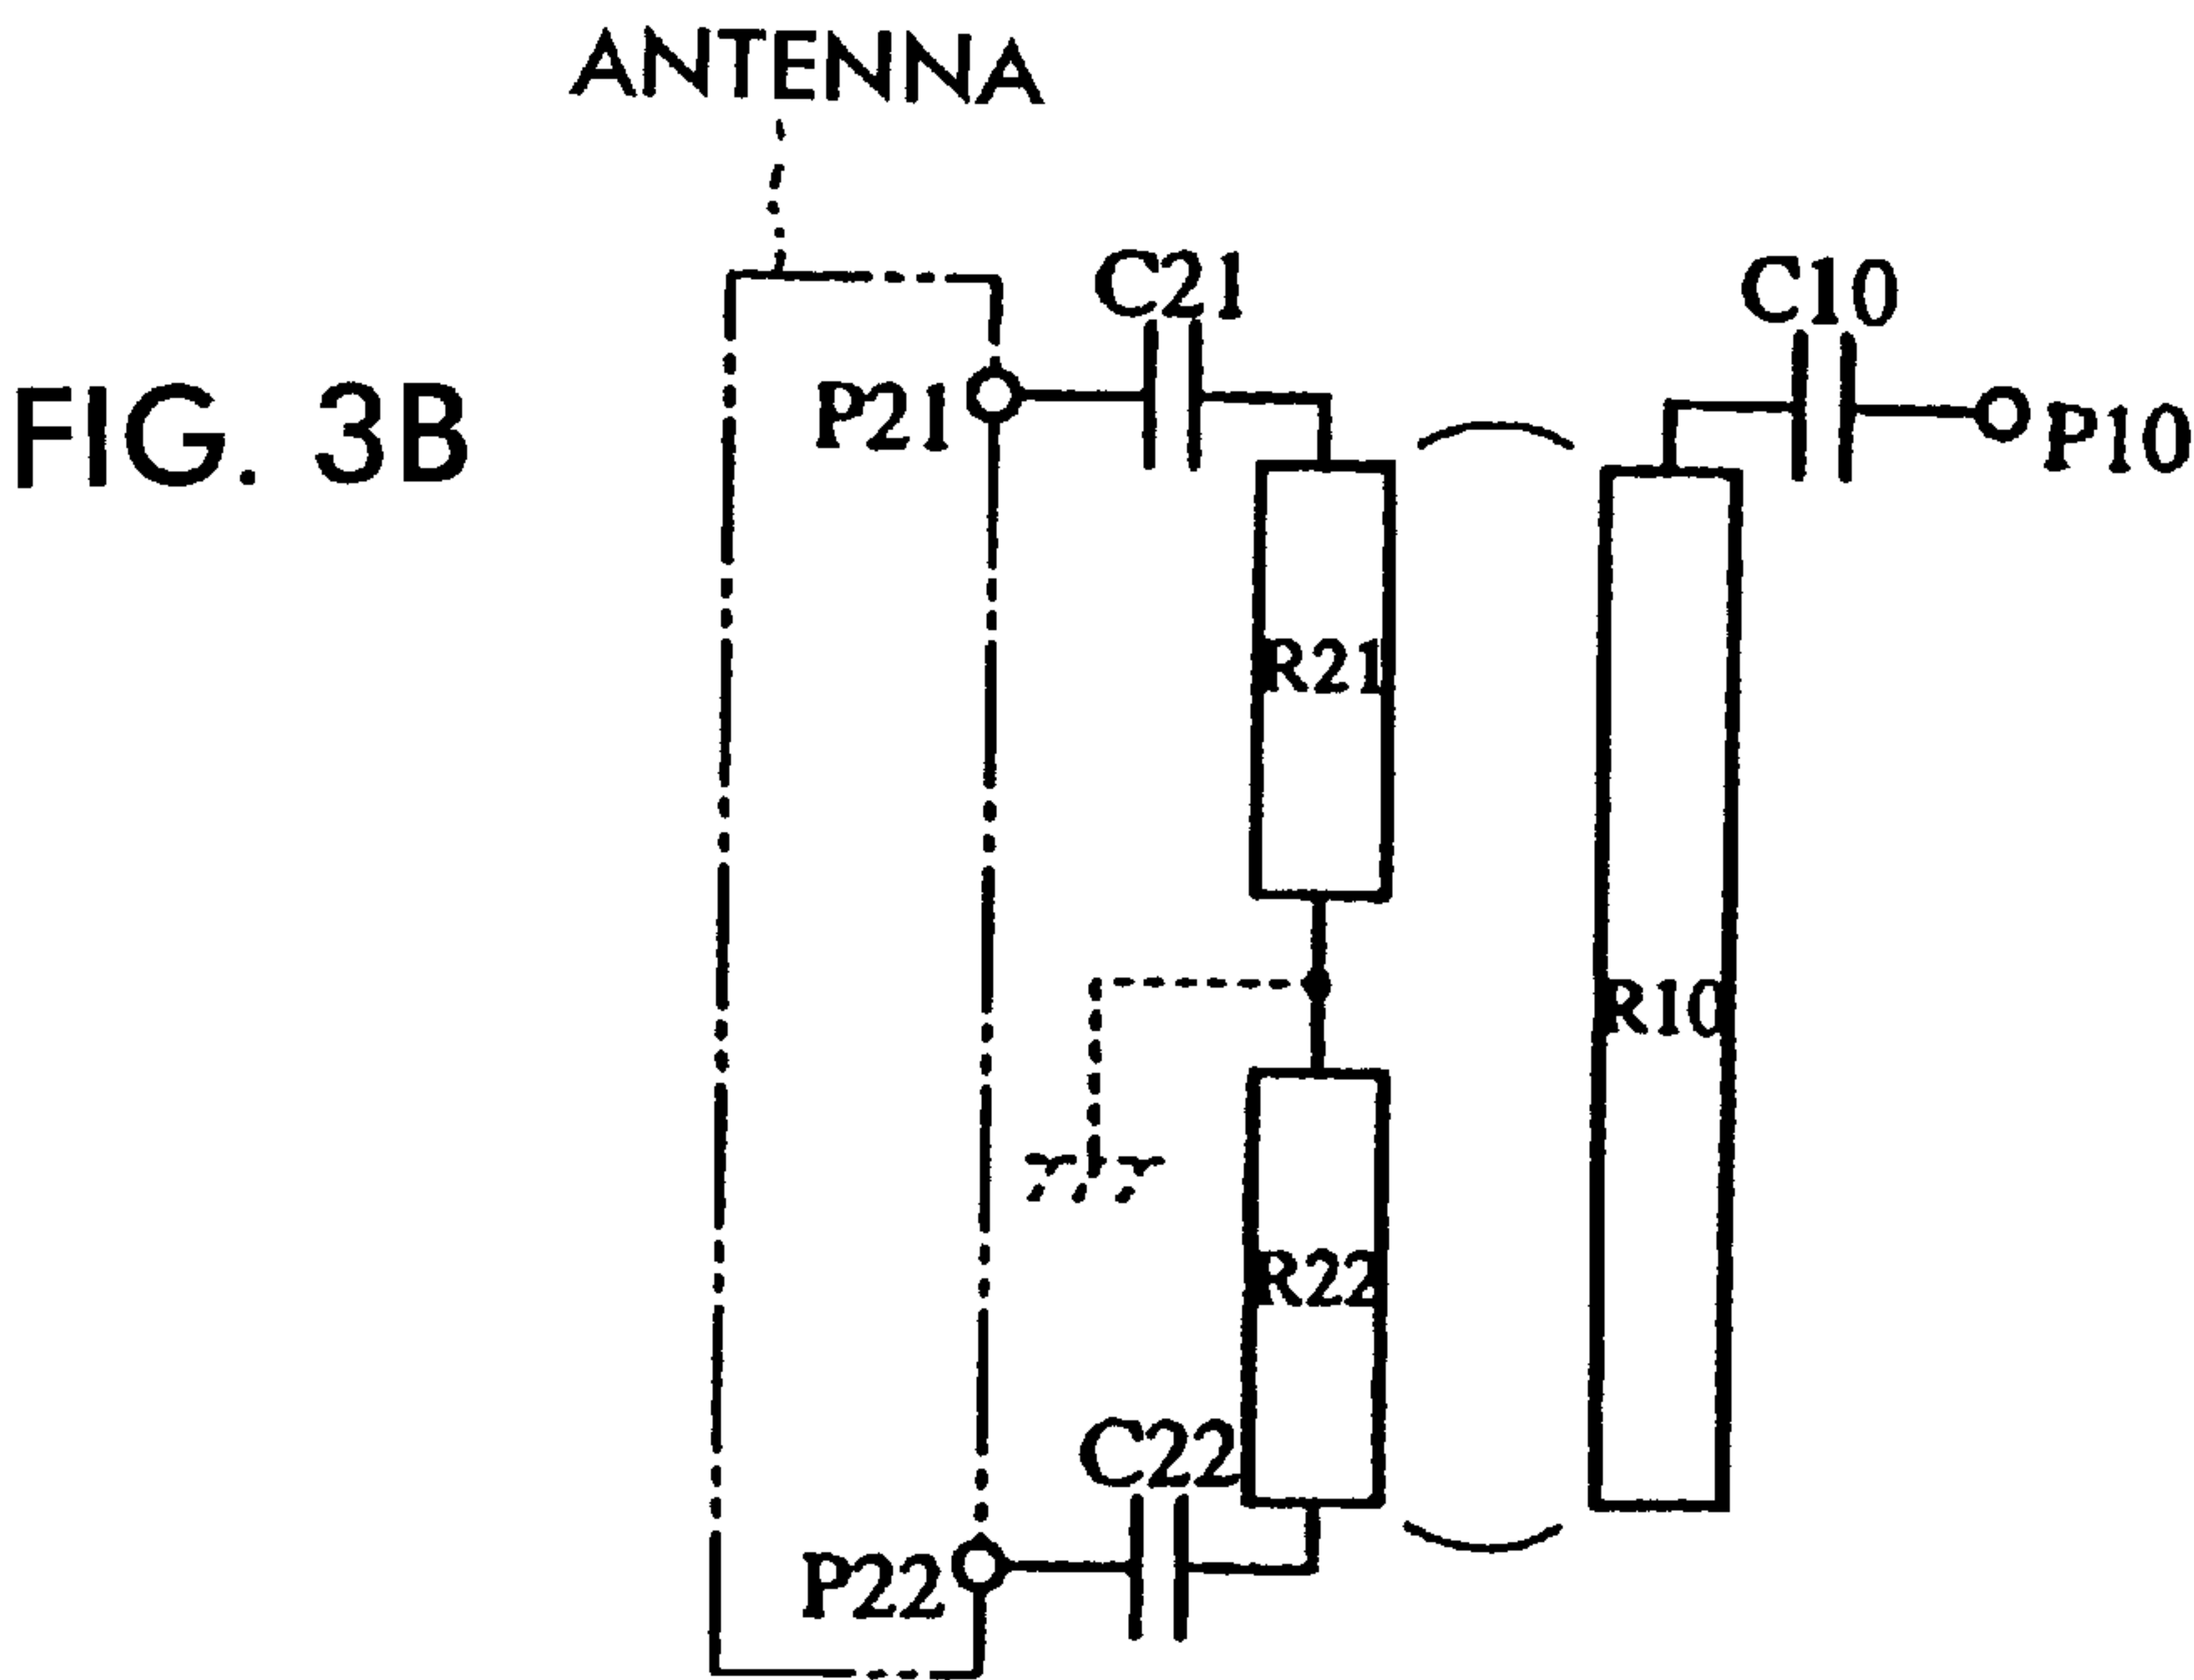 ANTENNA
C21
C10
FIG. 3B
P21
P10
R21
R10
R22
C22
P22